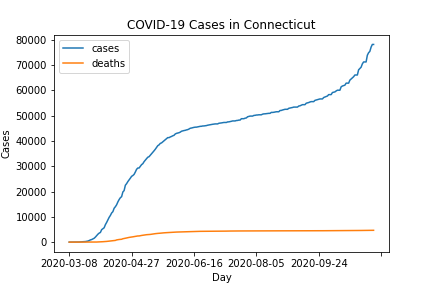 COVID-19 Cases in Connecticut
cases
deaths
80000
70000
60000
50000
40000
30000
20000
10000
0
Cases
2020-03-08 2020-04-27 2020-06-16 2020-08-05 2020-09-24
Day